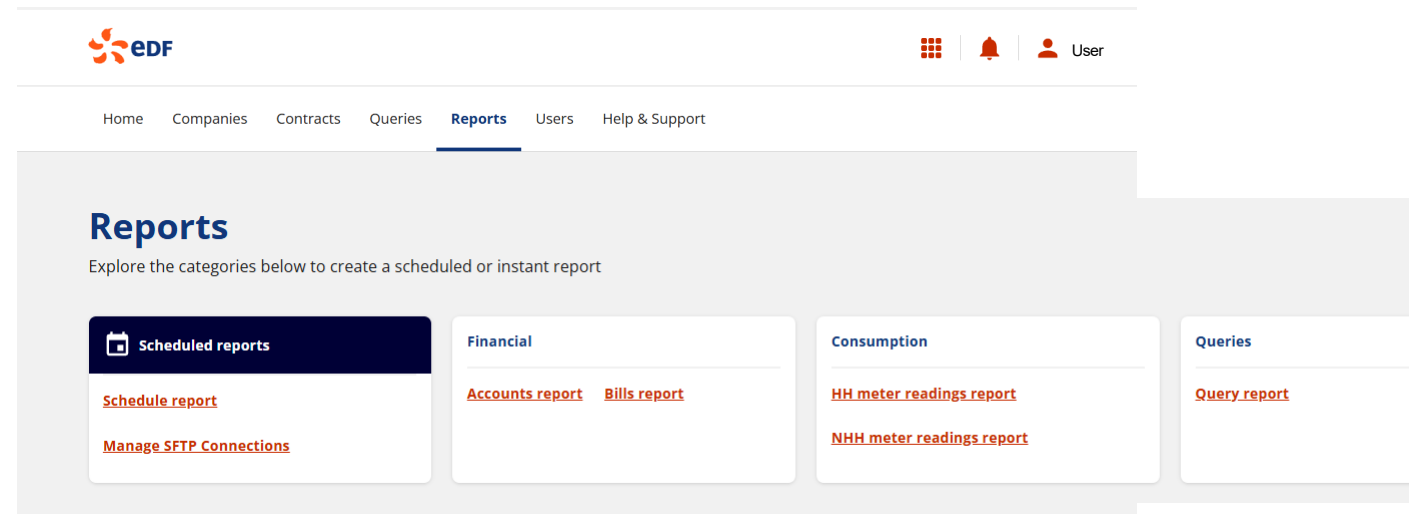 eDF
User
Home Companies Contracts Queries Reports Users Help & Support
Reports
Explore the categories below to create a scheduled or instant report
Scheduled reports
Schedule report
Manage SFTP Connections
Financial
Accounts report Bills report
Consumption
HH meter readings report
NHH meter readings report
Queries
Query report